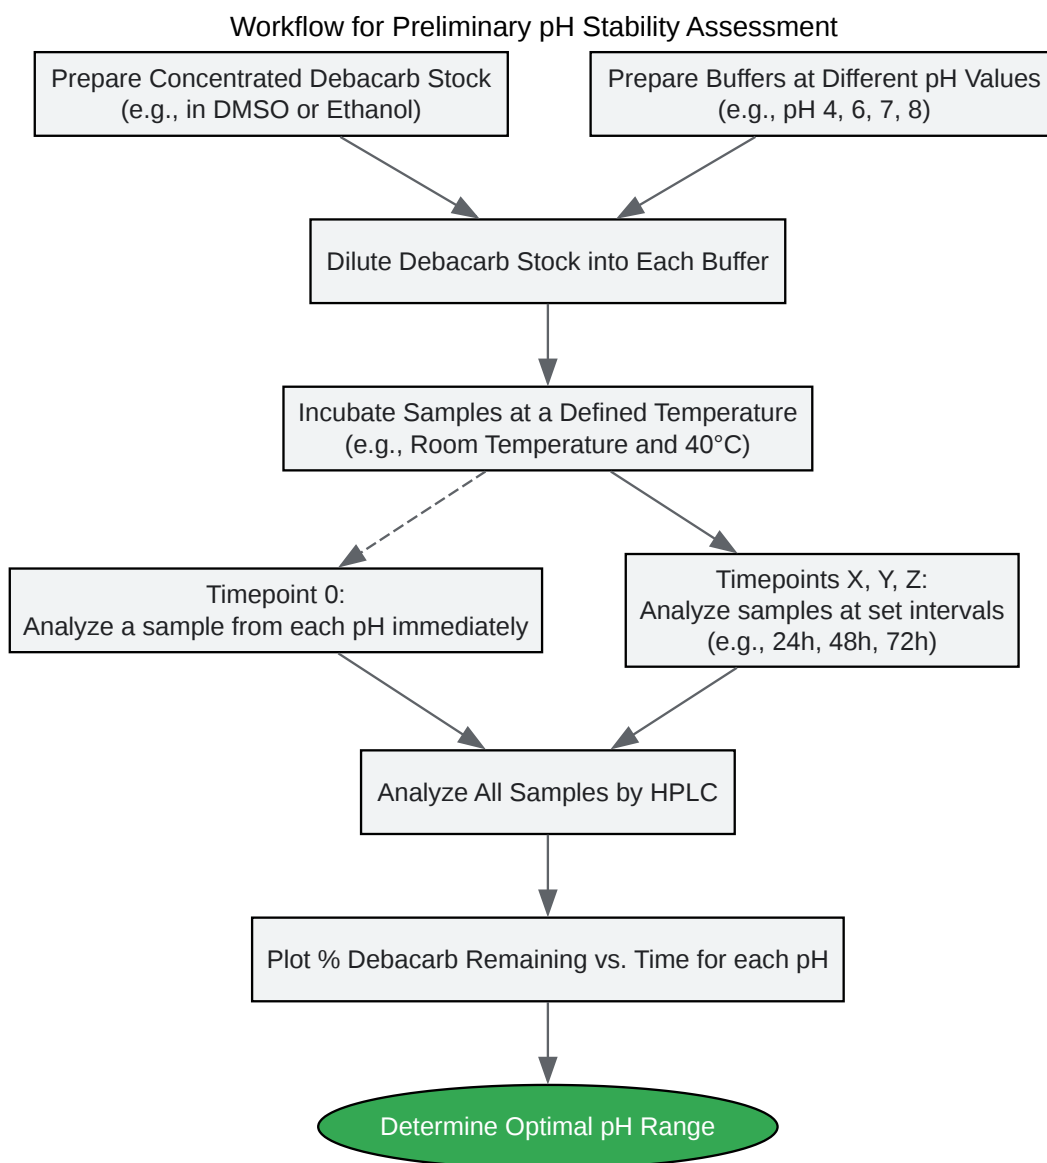 Workflow for Preliminary pH Stability Assessment
Prepare Concentrated Debacarb Stock
(e.g., in DMSO or Ethanol)
Prepare Buffers at Different pH Values
(e.g., pH 4, 6, 7, 8)
Dilute Debacarb Stock into Each Buffer
Incubate Samples at a Defined Temperature
(e.g., Room Temperature and 40°C)
Timepoint 0:
Analyze a sample from each pH immediately
Timepoints X, Y, Z:
Analyze samples at set intervals
(e.g., 24h, 48h, 72h)
Analyze All Samples by HPLC
Plot % Debacarb Remaining vs. Time for each pH
Determine Optimal pH Range